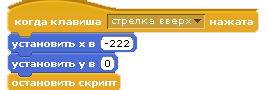 когда клавиша стрелка вверх нажата
установить x в -222
установить y в 0
остановить скрипт